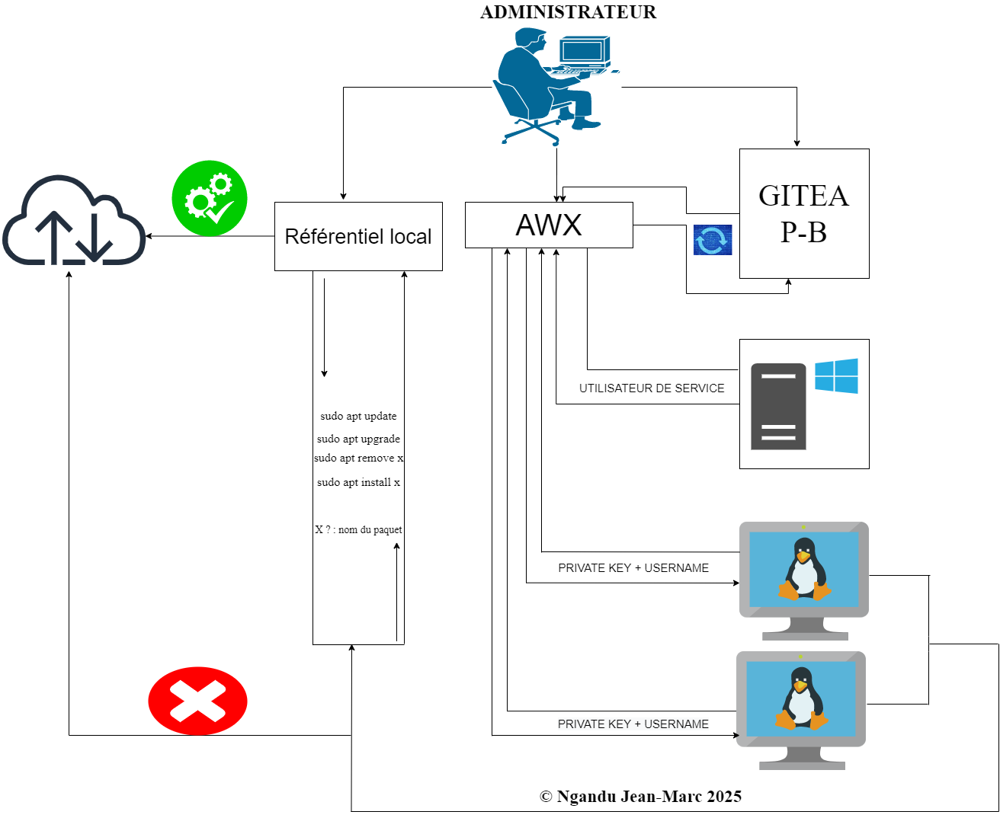 ADMINISTRATEUR
GITEA
P-B
Référentiel local
AWX
UTILISATEUR DE SERVICE
sudo apt update
sudo apt upgrade
sudo apt remove x
sudo apt install x
X ? : nom du paquet
PRIVATE KEY + USERNAME
PRIVATE KEY + USERNAME
© Ngandu Jean-Marc 2025